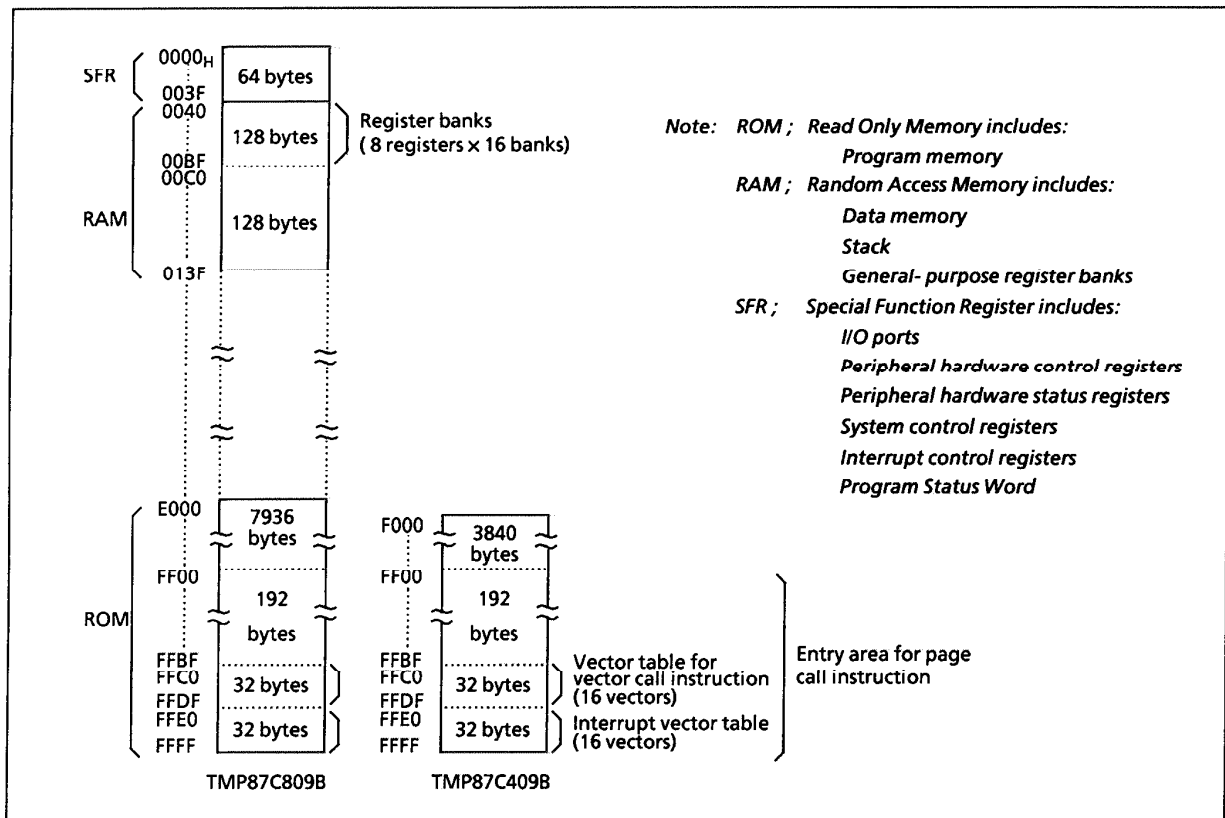 SFR
0000H
003F
64 bytes
0040
00BF
128 bytes
Register banks
( 8 registers × 16 banks)
RAM
00C0
013F
128 bytes
Note: ROM ; Read Only Memory includes:
Program memory
RAM ; Random Access Memory includes:
Data memory
Stack
General- purpose register banks
SFR ; Special Function Register includes:
I/O ports
Peripheral hardware control registers
Peripheral hardware status registers
System control registers
Interrupt control registers
Program Status Word
ROM
E000
7936
bytes
FF00
192
bytes
FFBF
FFC0
32 bytes
FFDF
FFE0
32 bytes
FFFF
TMP87C809B
F000
3840
bytes
FF00
192
bytes
FFBF
FFC0
32 bytes
FFDF
FFE0
32 bytes
FFFF
TMP87C409B
Vector table for
vector call instruction
(16 vectors)
Interrupt vector table
(16 vectors)
Entry area for page
call instruction